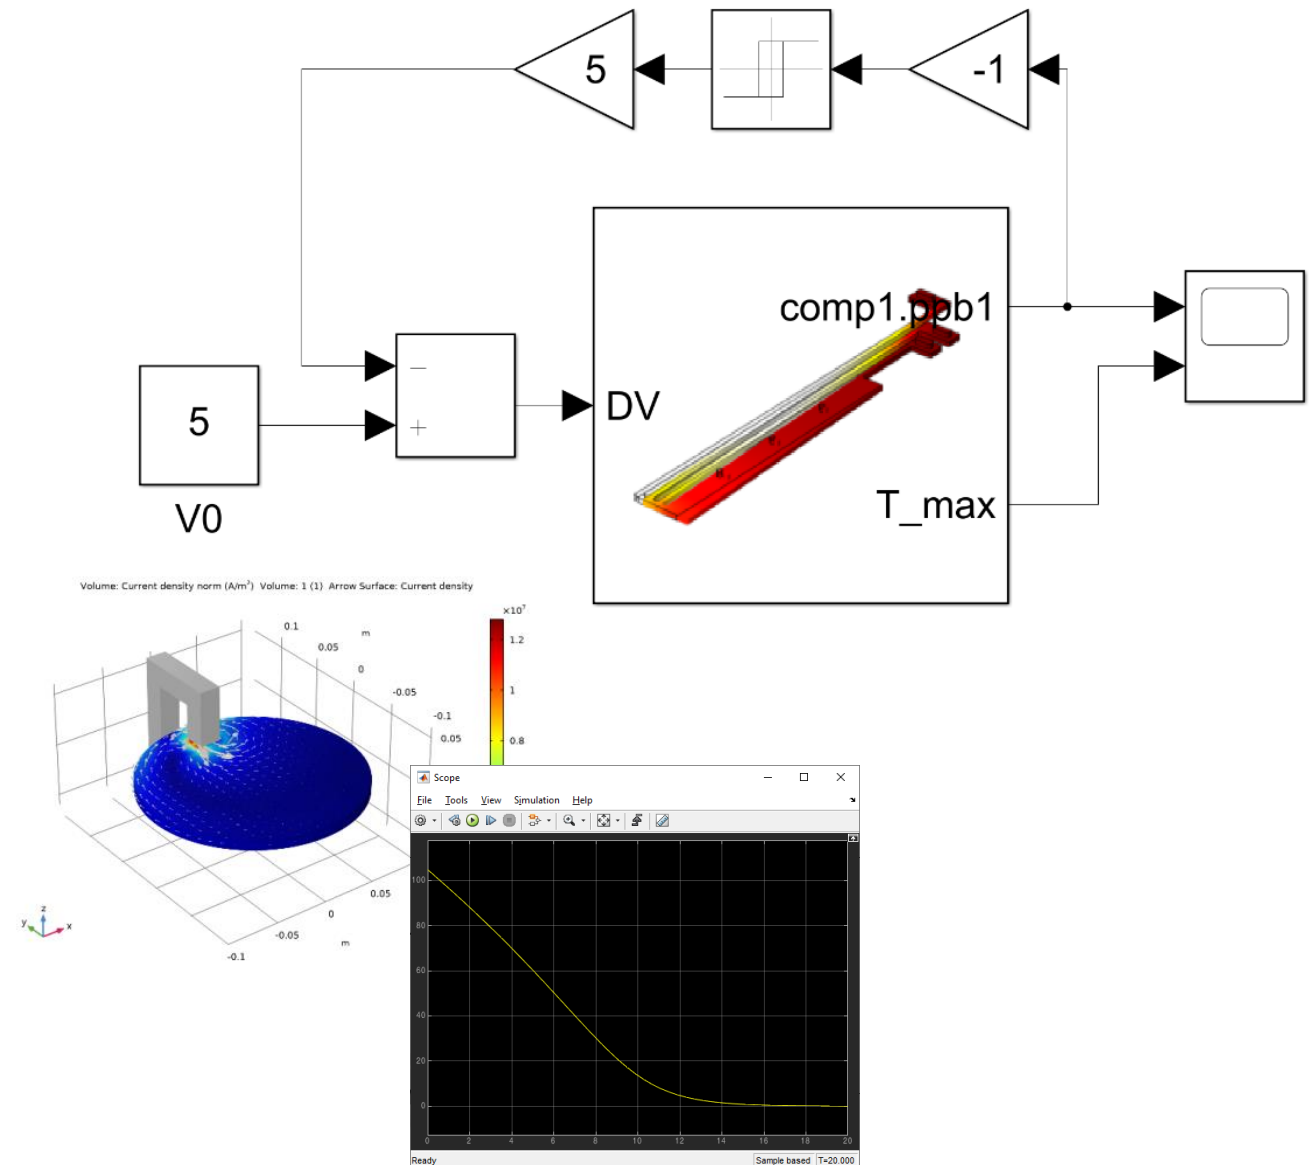 5
-1
comp1.ppb1
DV
5
T_max
V0
Volume: Current density norm (A/m²)  Volume: 1 (1)  Arrow Surface: Current density
×10⁷
0.1
m
1.2
0.05
0
1
-0.05
-0.1
0.05
0.8
Scope
File Tools View Simulation Help
100
80
60
40
20
0
0 2 4 6 8 10 12 14 16 18 20
Ready Sample based T=20.000
0.05
z
0
y x
-0.05
m
-0.1